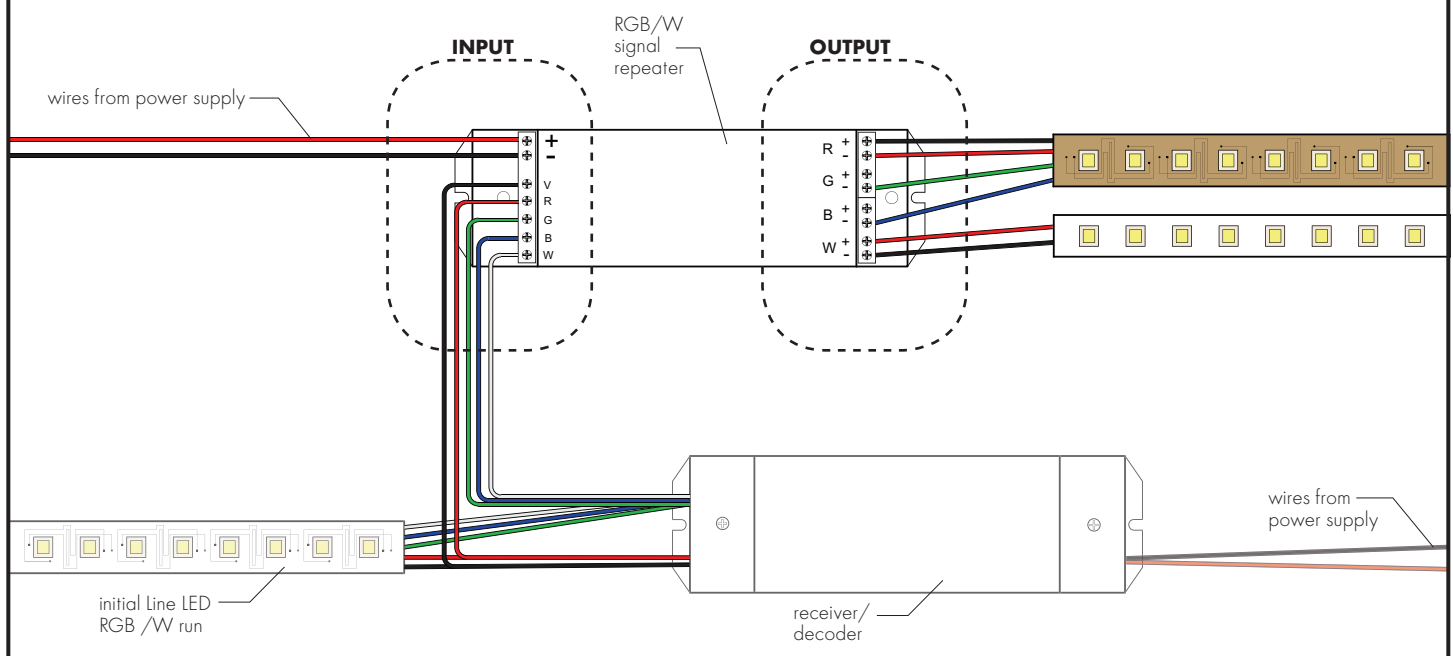 RGB/W
signal
repeater
INPUT
OUTPUT
wires from power supply
+
-
V
R
G
B
W
R + -
G + -
B + -
W + -
wires from
power supply
initial Line LED
RGB /W run
receiver/
decoder